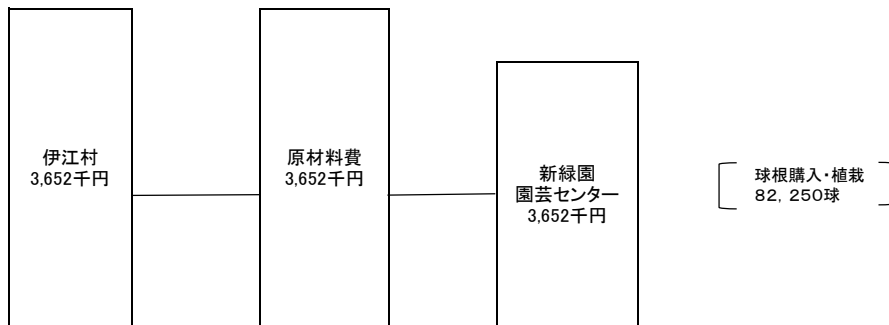 伊江村
3,652千円
原材料費
3,652千円
新緑園
園芸センター
3,652千円
球根購入・植栽
８２，２５０球